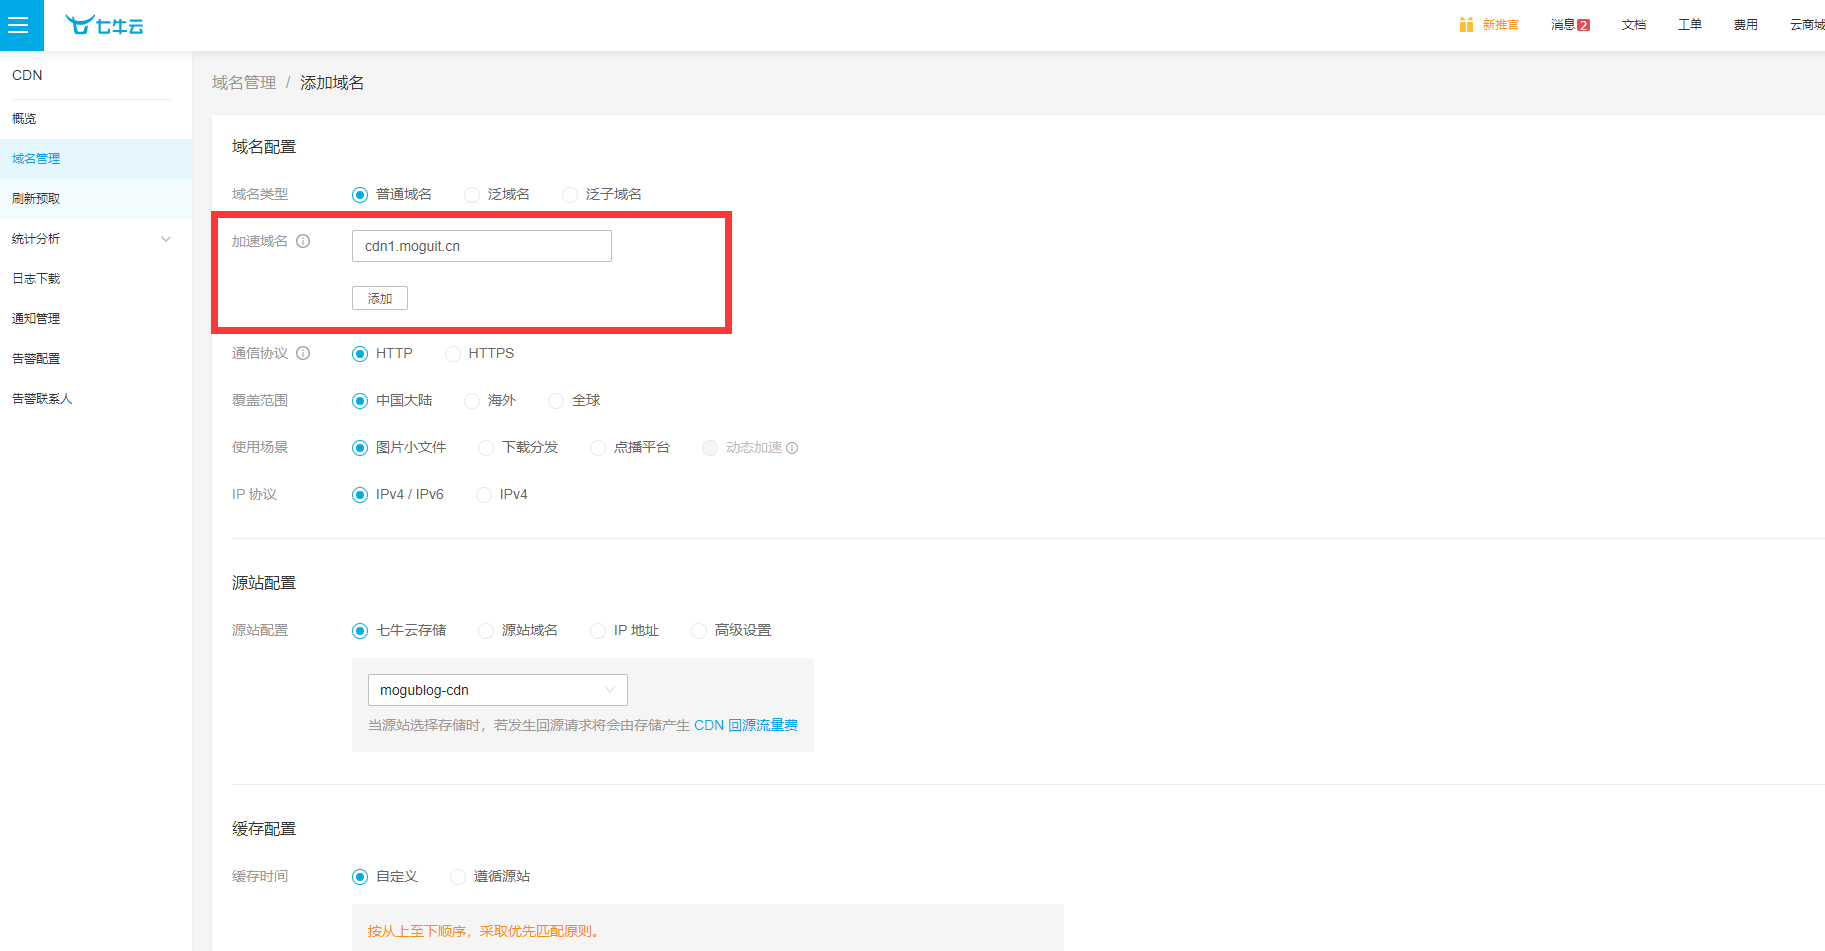 七牛云
新推官 消息 2 文档 工单 费用 云商城
CDN
概览
域名管理
刷新预取
统计分析
日志下载
通知管理
告警配置
告警联系人
域名管理 / 添加域名
域名配置
域名类型 普通域名 泛域名 泛子域名
加速域名 cdn1.moguit.cn
添加
通信协议 HTTP HTTPS
覆盖范围 中国大陆 海外 全球
使用场景 图片小文件 下载分发 点播平台 动态加速
IP 协议 IPv4 / IPv6 IPv4
源站配置
源站配置 七牛云存储 源站域名 IP 地址 高级设置
mogublog-cdn
当源站选择存储时，若发生回源请求将会由存储产生 CDN 回源流量费
缓存配置
缓存时间 自定义 遵循源站
按从上至下顺序，采取优先匹配原则。